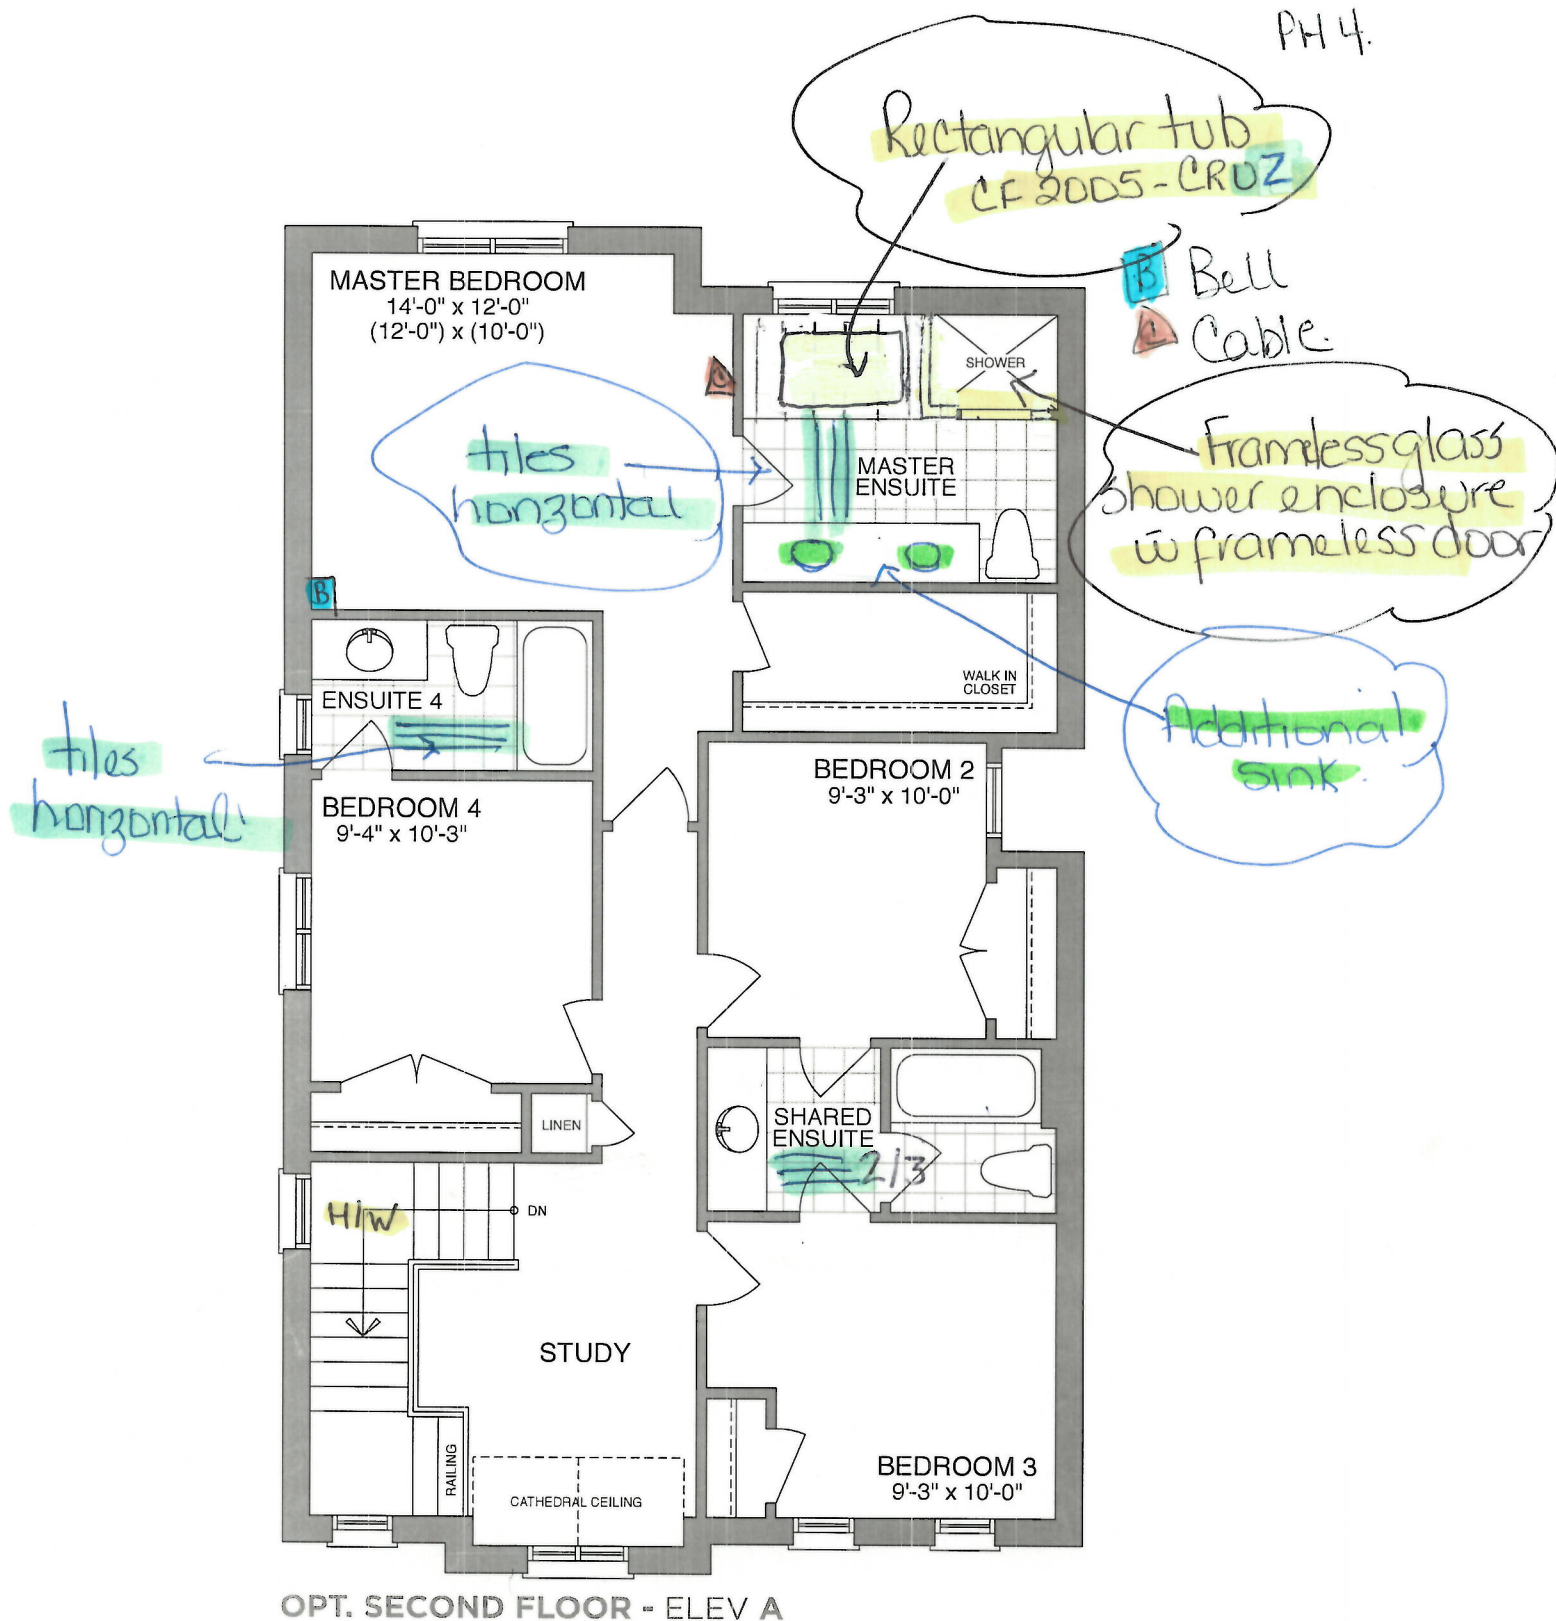 PH 4.
Rectangular tub
CF 2005 - CRUZ
B Bell
C Cable.
MASTER BEDROOM
14'-0" x 12'-0"
(12'-0") x (10'-0")
C
SHOWER
Frameless glass
shower enclosure
w frameless door
tiles
horizontal
MASTER
ENSUITE
B
WALK IN
CLOSET
Additional
sink.
ENSUITE 4
tiles
horizontal
BEDROOM 2
9'-3" x 10'-0"
BEDROOM 4
9'-4" x 10'-3"
LINEN
SHARED
ENSUITE
2/3
H/W
DN
STUDY
RAILING
CATHEDRAL CEILING
BEDROOM 3
9'-3" x 10'-0"
OPT. SECOND FLOOR - ELEV A